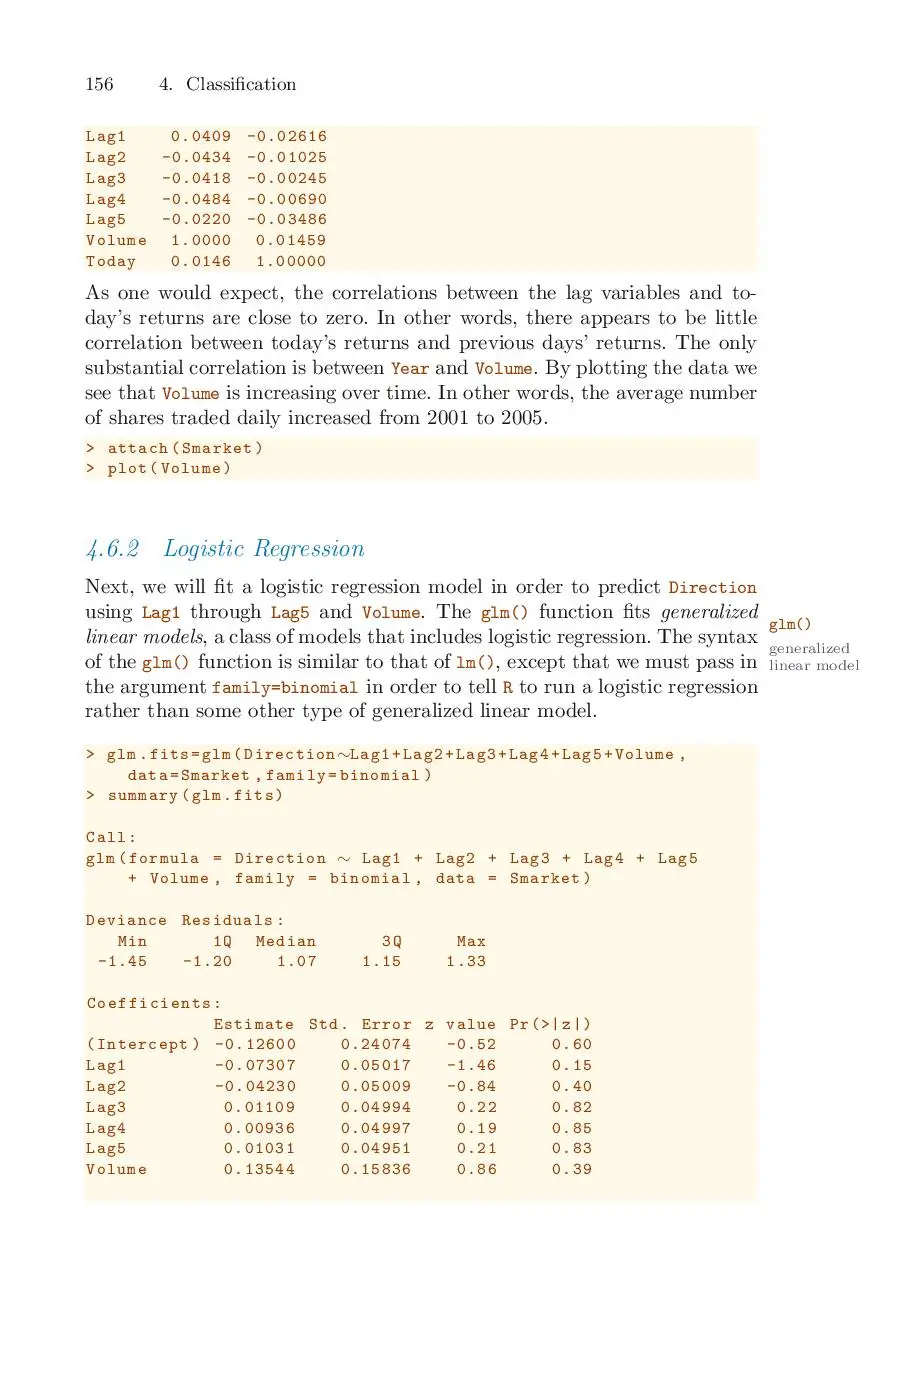 156 4. Classification
Lag1 0.0409 -0.02616
Lag2 -0.0434 -0.01025
Lag3 -0.0418 -0.00245
Lag4 -0.0484 -0.00690
Lag5 -0.0220 -0.03486
Volume 1.0000 0.01459
Today 0.0146 1.00000
As one would expect, the correlations between the lag variables and to-
day's returns are close to zero. In other words, there appears to be little
correlation between today's returns and previous days' returns. The only
substantial correlation is between Year and Volume. By plotting the data we
see that Volume is increasing over time. In other words, the average number
of shares traded daily increased from 2001 to 2005.
> attach(Smarket)
> plot(Volume)
4.6.2 Logistic Regression
Next, we will fit a logistic regression model in order to predict Direction
using Lag1 through Lag5 and Volume. The glm() function fits generalized
linear models, a class of models that includes logistic regression. The syntax
of the glm() function is similar to that of lm(), except that we must pass in
the argument family=binomial in order to tell R to run a logistic regression
rather than some other type of generalized linear model.
glm()
generalized
linear model
> glm.fits=glm(Direction∼Lag1+Lag2+Lag3+Lag4+Lag5+Volume,
data=Smarket,family=binomial)
> summary(glm.fits)
Call:
glm(formula = Direction ∼ Lag1 + Lag2 + Lag3 + Lag4 + Lag5
+ Volume, family = binomial, data = Smarket)
Deviance Residuals:
Min 1Q Median 3Q Max
-1.45 -1.20 1.07 1.15 1.33
Coefficients:
Estimate Std. Error z value Pr(>|z|)
(Intercept) -0.12600 0.24074 -0.52 0.60
Lag1 -0.07307 0.05017 -1.46 0.15
Lag2 -0.04230 0.05009 -0.84 0.40
Lag3 0.01109 0.04994 0.22 0.82
Lag4 0.00936 0.04997 0.19 0.85
Lag5 0.01031 0.04951 0.21 0.83
Volume 0.13544 0.15836 0.86 0.39